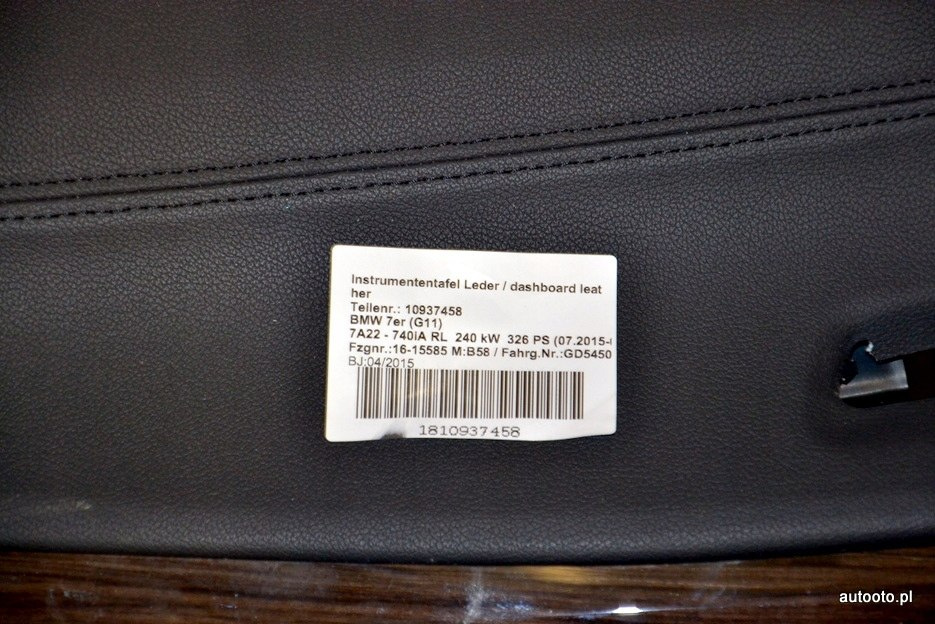 Instrumententafel Leder / dashboard leat
her
Teilenr.: 10937458
BMW 7er (G11)
7A22 - 740iA RL 240 kW 326 PS (07.2015-
Fzgnr.:16-15585 M:B58 / Fahrg.Nr.:GD5450
BJ:04/2015
1810937458
autooto.pl